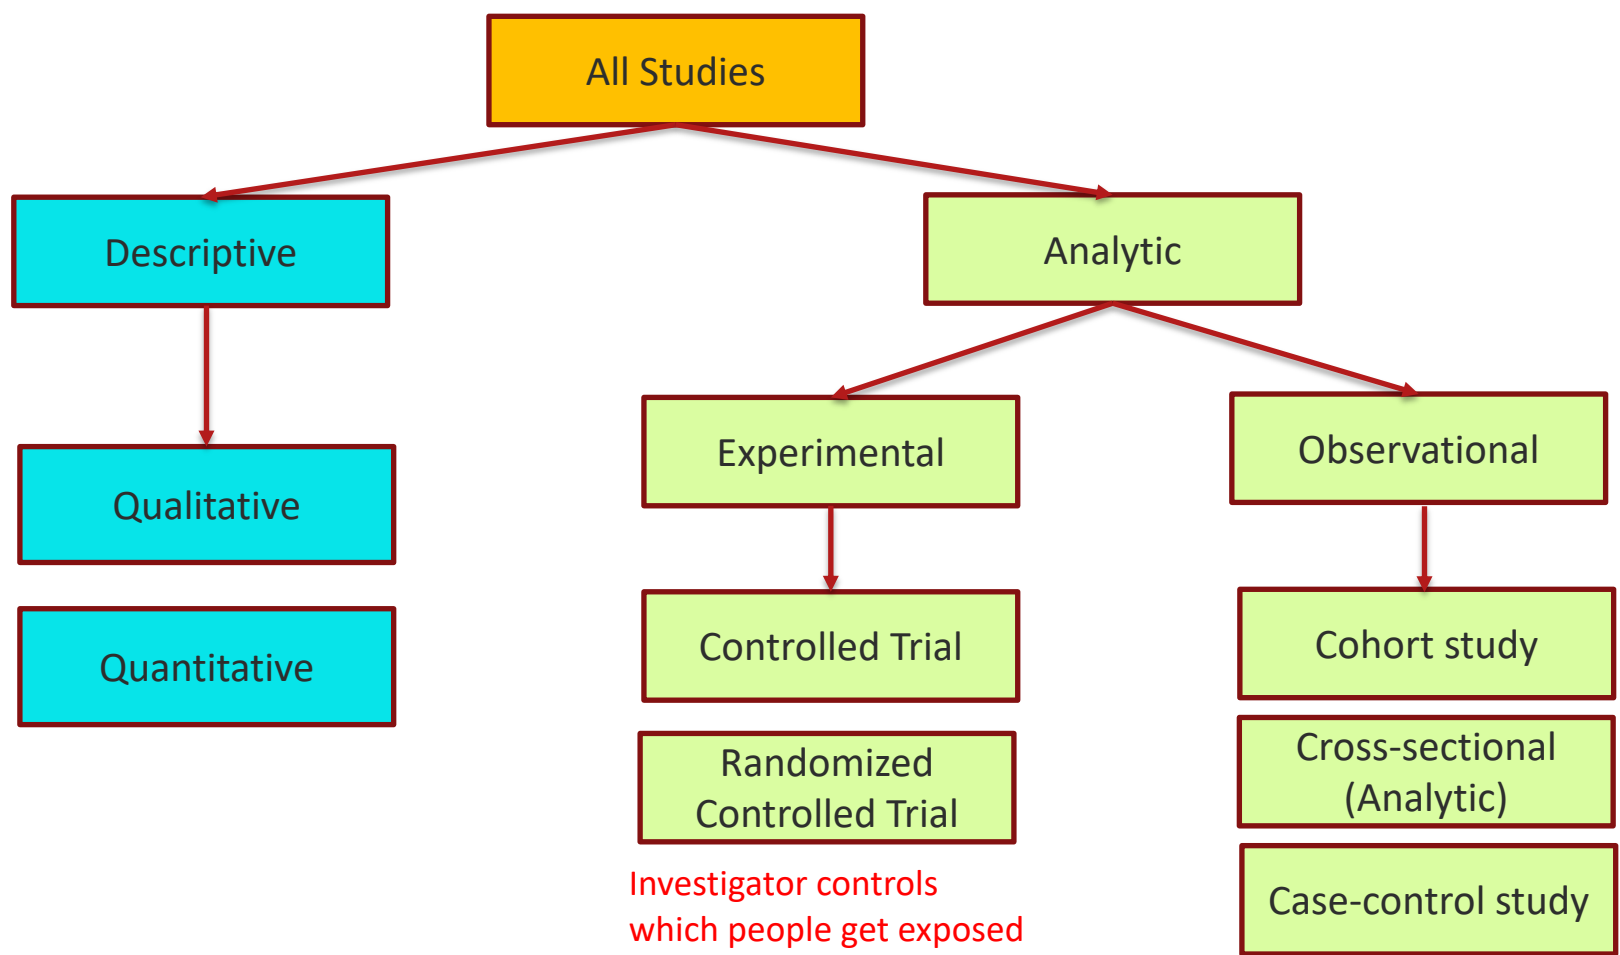 All Studies
Descriptive
Analytic
Experimental
Observational
Qualitative
Quantitative
Controlled Trial
Randomized
Controlled Trial
Investigator controls
which people get exposed
Cohort study
Cross-sectional
(Analytic)
Case-control study